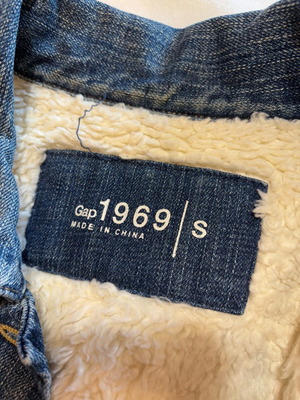 Gap 1969 / S
MADE IN CHINA